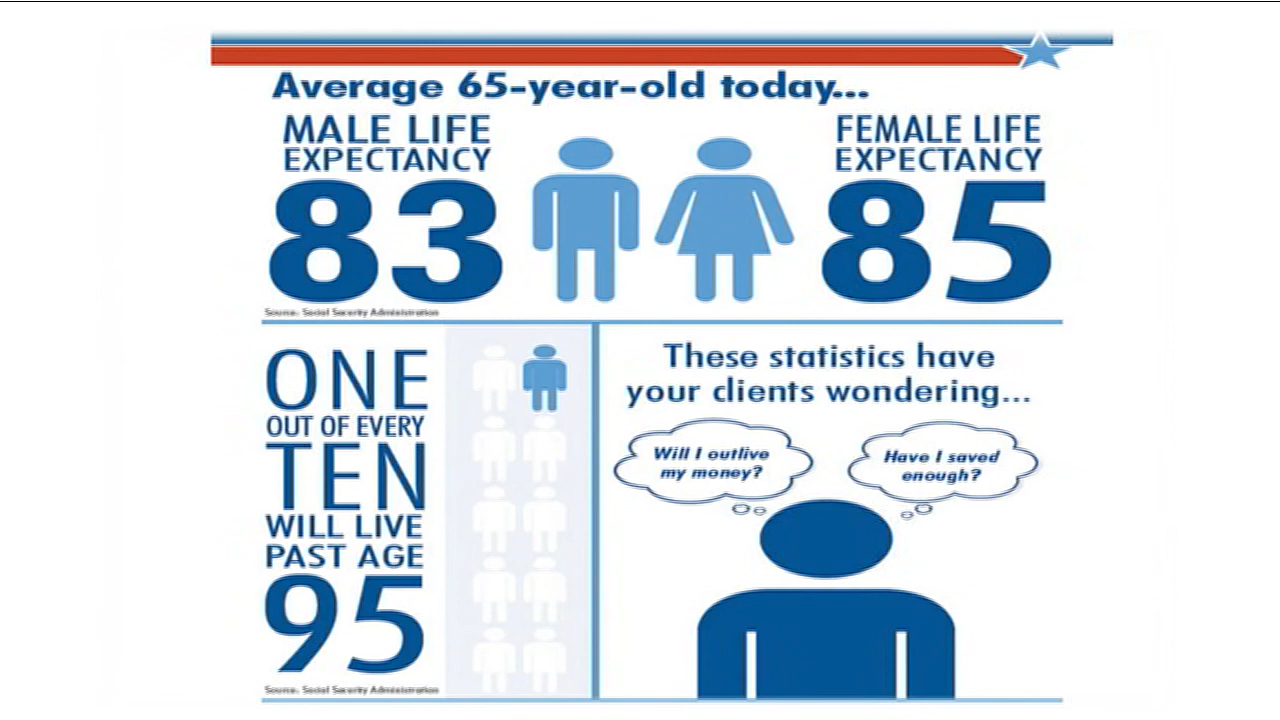 Average 65-year-old today...
MALE LIFE
EXPECTANCY
83
FEMALE LIFE
EXPECTANCY
85
Source: Social Security Administration
ONE
OUT OF EVERY
TEN
WILL LIVE
PAST AGE
95
Source: Social Security Administration
These statistics have
your clients wondering...
Will I outlive
my money?
Have I saved
enough?